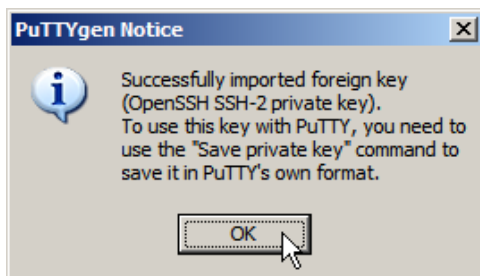 PuTTYgen Notice
Successfully imported foreign key
(OpenSSH SSH-2 private key).
To use this key with PuTTY, you need to
use the "Save private key" command to
save it in PuTTY's own format.
OK